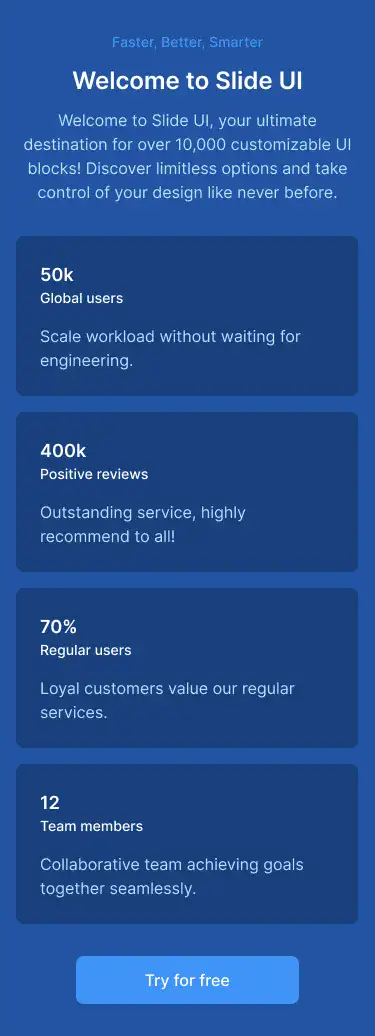 Faster, Better, Smarter
Welcome to Slide UI
Welcome to Slide UI, your ultimate
destination for over 10,000 customizable UI
blocks! Discover limitless options and take
control of your design like never before.
50k
Global users
Scale workload without waiting for
engineering.
400k
Positive reviews
Outstanding service, highly
recommend to all!
70%
Regular users
Loyal customers value our regular
services.
12
Team members
Collaborative team achieving goals
together seamlessly.
Try for free